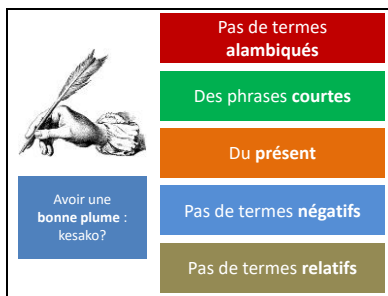 Pas de termes
alambiqués
Des phrases courtes
Du présent
Avoir une
bonne plume :
kesako?
Pas de termes négatifs
Pas de termes relatifs